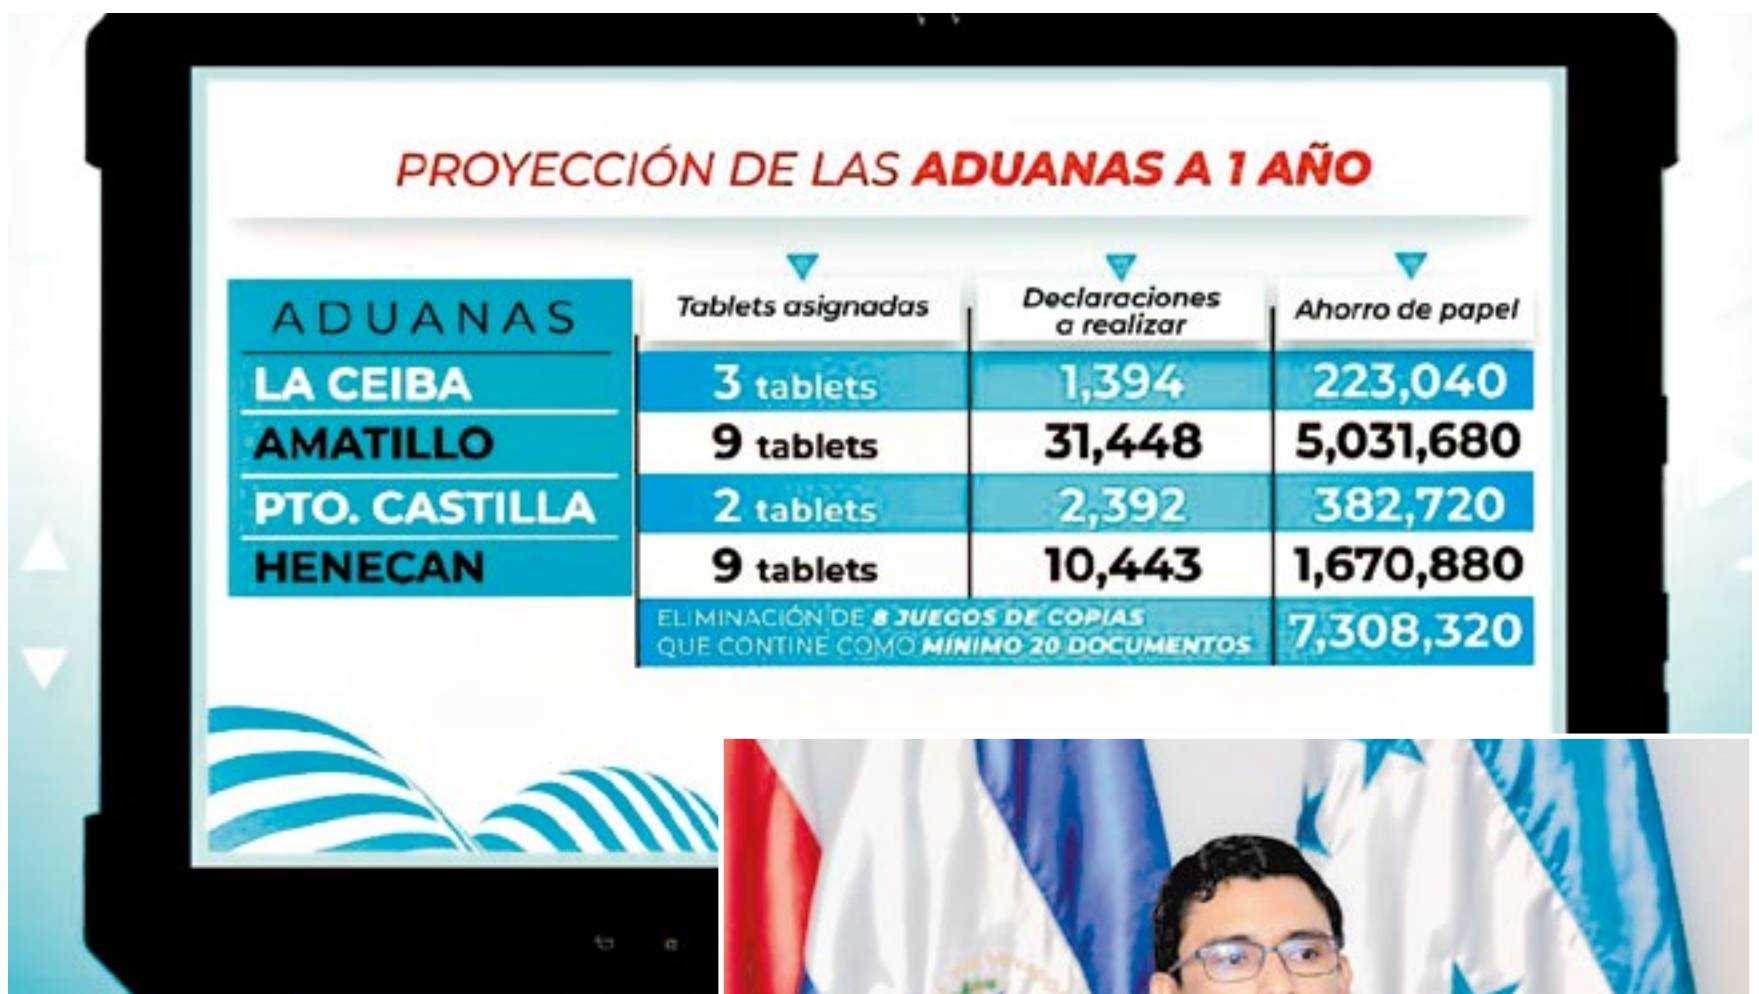 PROYECCIÓN DE LAS ADUANAS A 1 AÑO
ADUANAS Tablets asignadas Declaraciones a realizar Ahorro de papel
LA CEIBA 3 tablets 1,394 223,040
AMATILLO 9 tablets 31,448 5,031,680
PTO. CASTILLA 2 tablets 2,392 382,720
HENECAN 9 tablets 10,443 1,670,880
ELIMINACIÓN DE 8 JUEGOS DE COPIAS
QUE CONTINE COMO MÍNIMO 20 DOCUMENTOS 7,308,320